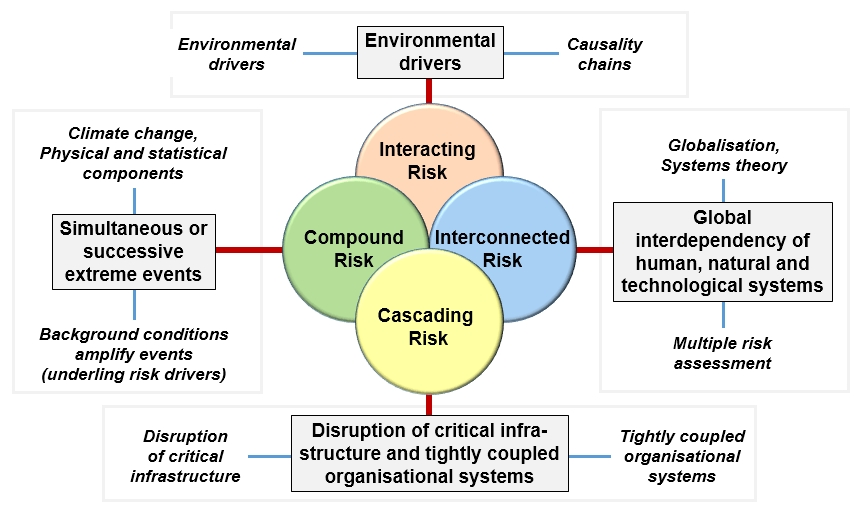 Environmental
drivers
Environmental
drivers
Causality
chains
Climate change,
Physical and statistical
components
Simultaneous or
successive
extreme events
Background conditions
amplify events
(underling risk drivers)
Interacting
Risk
Compound
Risk
Interconnected
Risk
Cascading
Risk
Globalisation,
Systems theory
Global
interdependency of
human, natural and
technological systems
Multiple risk
assessment
Disruption
of critical
infrastructure
Disruption of critical infra-
structure and tightly coupled
organisational systems
Tightly coupled
organisational
systems